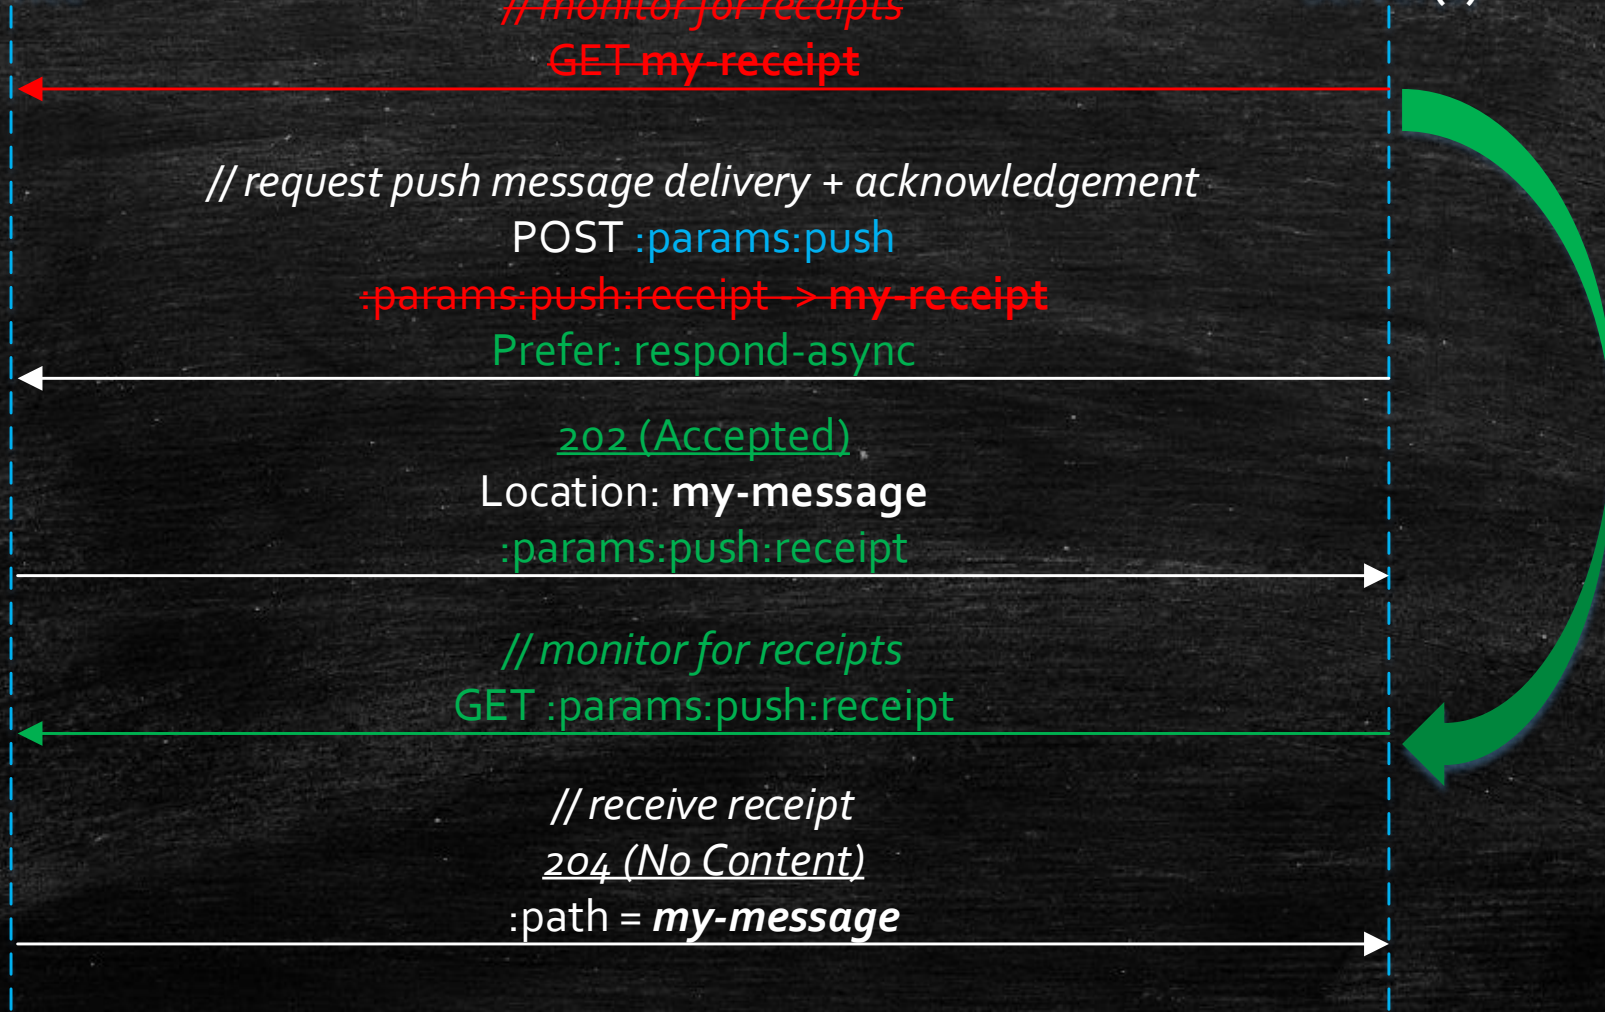 // monitor for receipts
GET my-receipt
// request push message delivery + acknowledgement
POST :params:push
:params:push:receipt -> my-receipt
Prefer: respond-async
202 (Accepted)
Location: my-message
:params:push:receipt
// monitor for receipts
GET :params:push:receipt
// receive receipt
204 (No Content)
:path = my-message